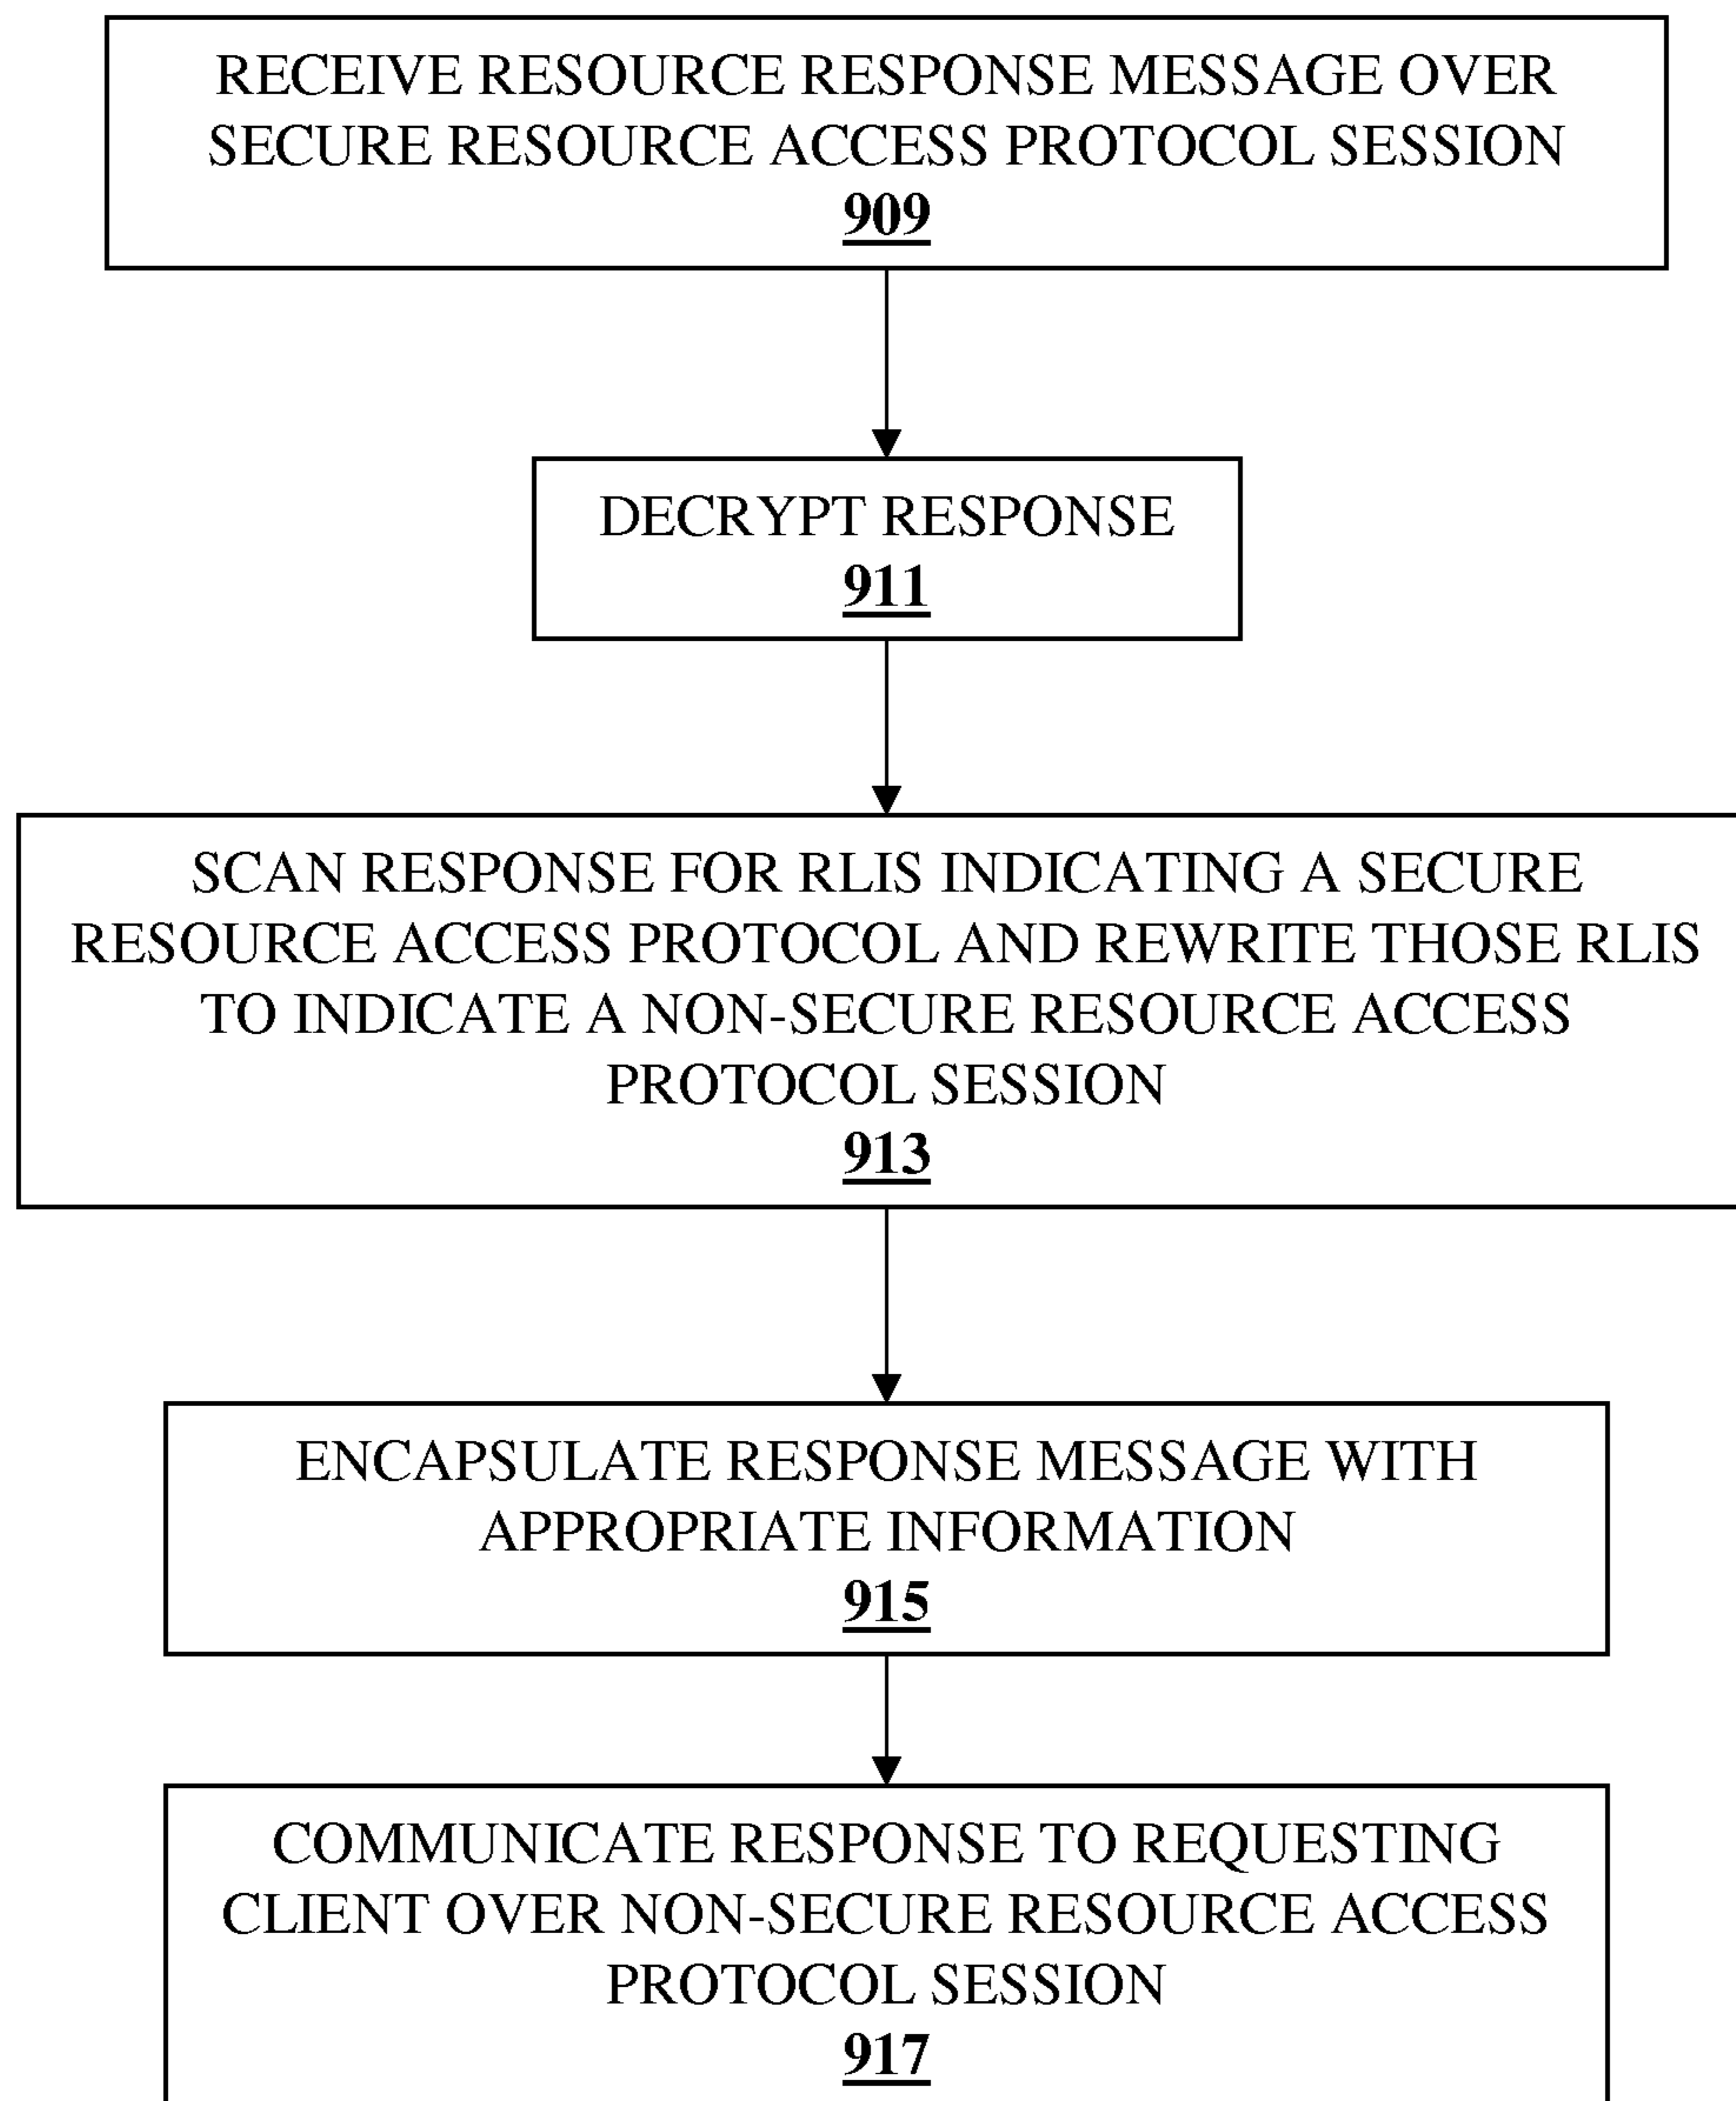 RECEIVE RESOURCE RESPONSE MESSAGE OVER
SECURE RESOURCE ACCESS PROTOCOL SESSION
909
DECRYPT RESPONSE
911
SCAN RESPONSE FOR RLIS INDICATING A SECURE
RESOURCE ACCESS PROTOCOL AND REWRITE THOSE RLIS
TO INDICATE A NON-SECURE RESOURCE ACCESS
PROTOCOL SESSION
913
ENCAPSULATE RESPONSE MESSAGE WITH
APPROPRIATE INFORMATION
915
COMMUNICATE RESPONSE TO REQUESTING
CLIENT OVER NON-SECURE RESOURCE ACCESS
PROTOCOL SESSION
917